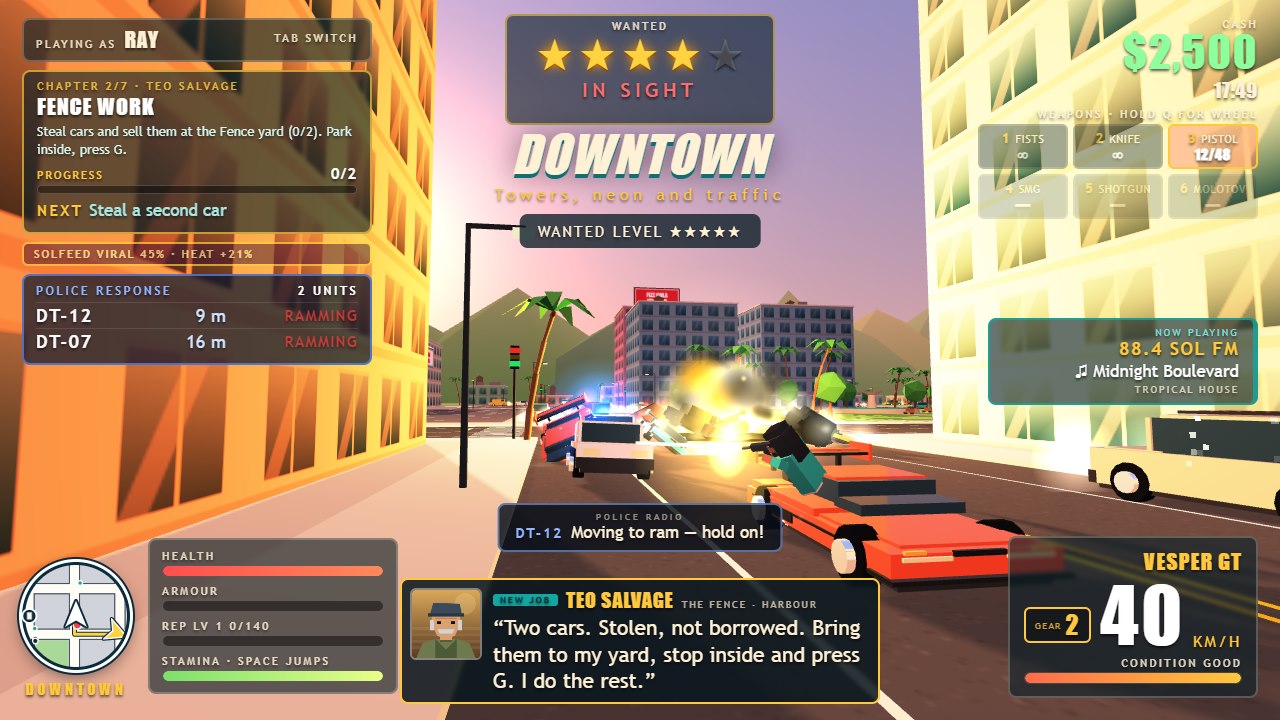 PLAYING AS RAY
TAB SWITCH
CHAPTER 2/7 · TEO SALVAGE
FENCE WORK
Steal cars and sell them at the Fence yard (0/2). Park
inside, press G.
PROGRESS 0/2
NEXT Steal a second car
SOLFEED VIRAL 45% · HEAT +21%
POLICE RESPONSE 2 UNITS
DT-12 9 m RAMMING
DT-07 16 m RAMMING
WANTED
IN SIGHT
DOWNTOWN
Towers, neon and traffic
WANTED LEVEL ★★★★★
CASH
$2,500
17:49
WEAPONS · HOLD Q FOR WHEEL
1 FISTS 2 KNIFE 3 PISTOL
∞ ∞ 12/48
4 SMG 5 SHOTGUN 6 MOLOTOV
— — —
NOW PLAYING
88.4 SOL FM
♫ Midnight Boulevard
TROPICAL HOUSE
POLICE RADIO
DT-12 Moving to ram — hold on!
HEALTH
ARMOUR
REP LV 1 0/140
STAMINA · SPACE JUMPS
DOWNTOWN
NEW JOB TEO SALVAGE THE FENCE · HARBOUR
“Two cars. Stolen, not borrowed. Bring
them to my yard, stop inside and press
G. I do the rest.”
VESPER GT
GEAR 2 40 KM/H
CONDITION GOOD